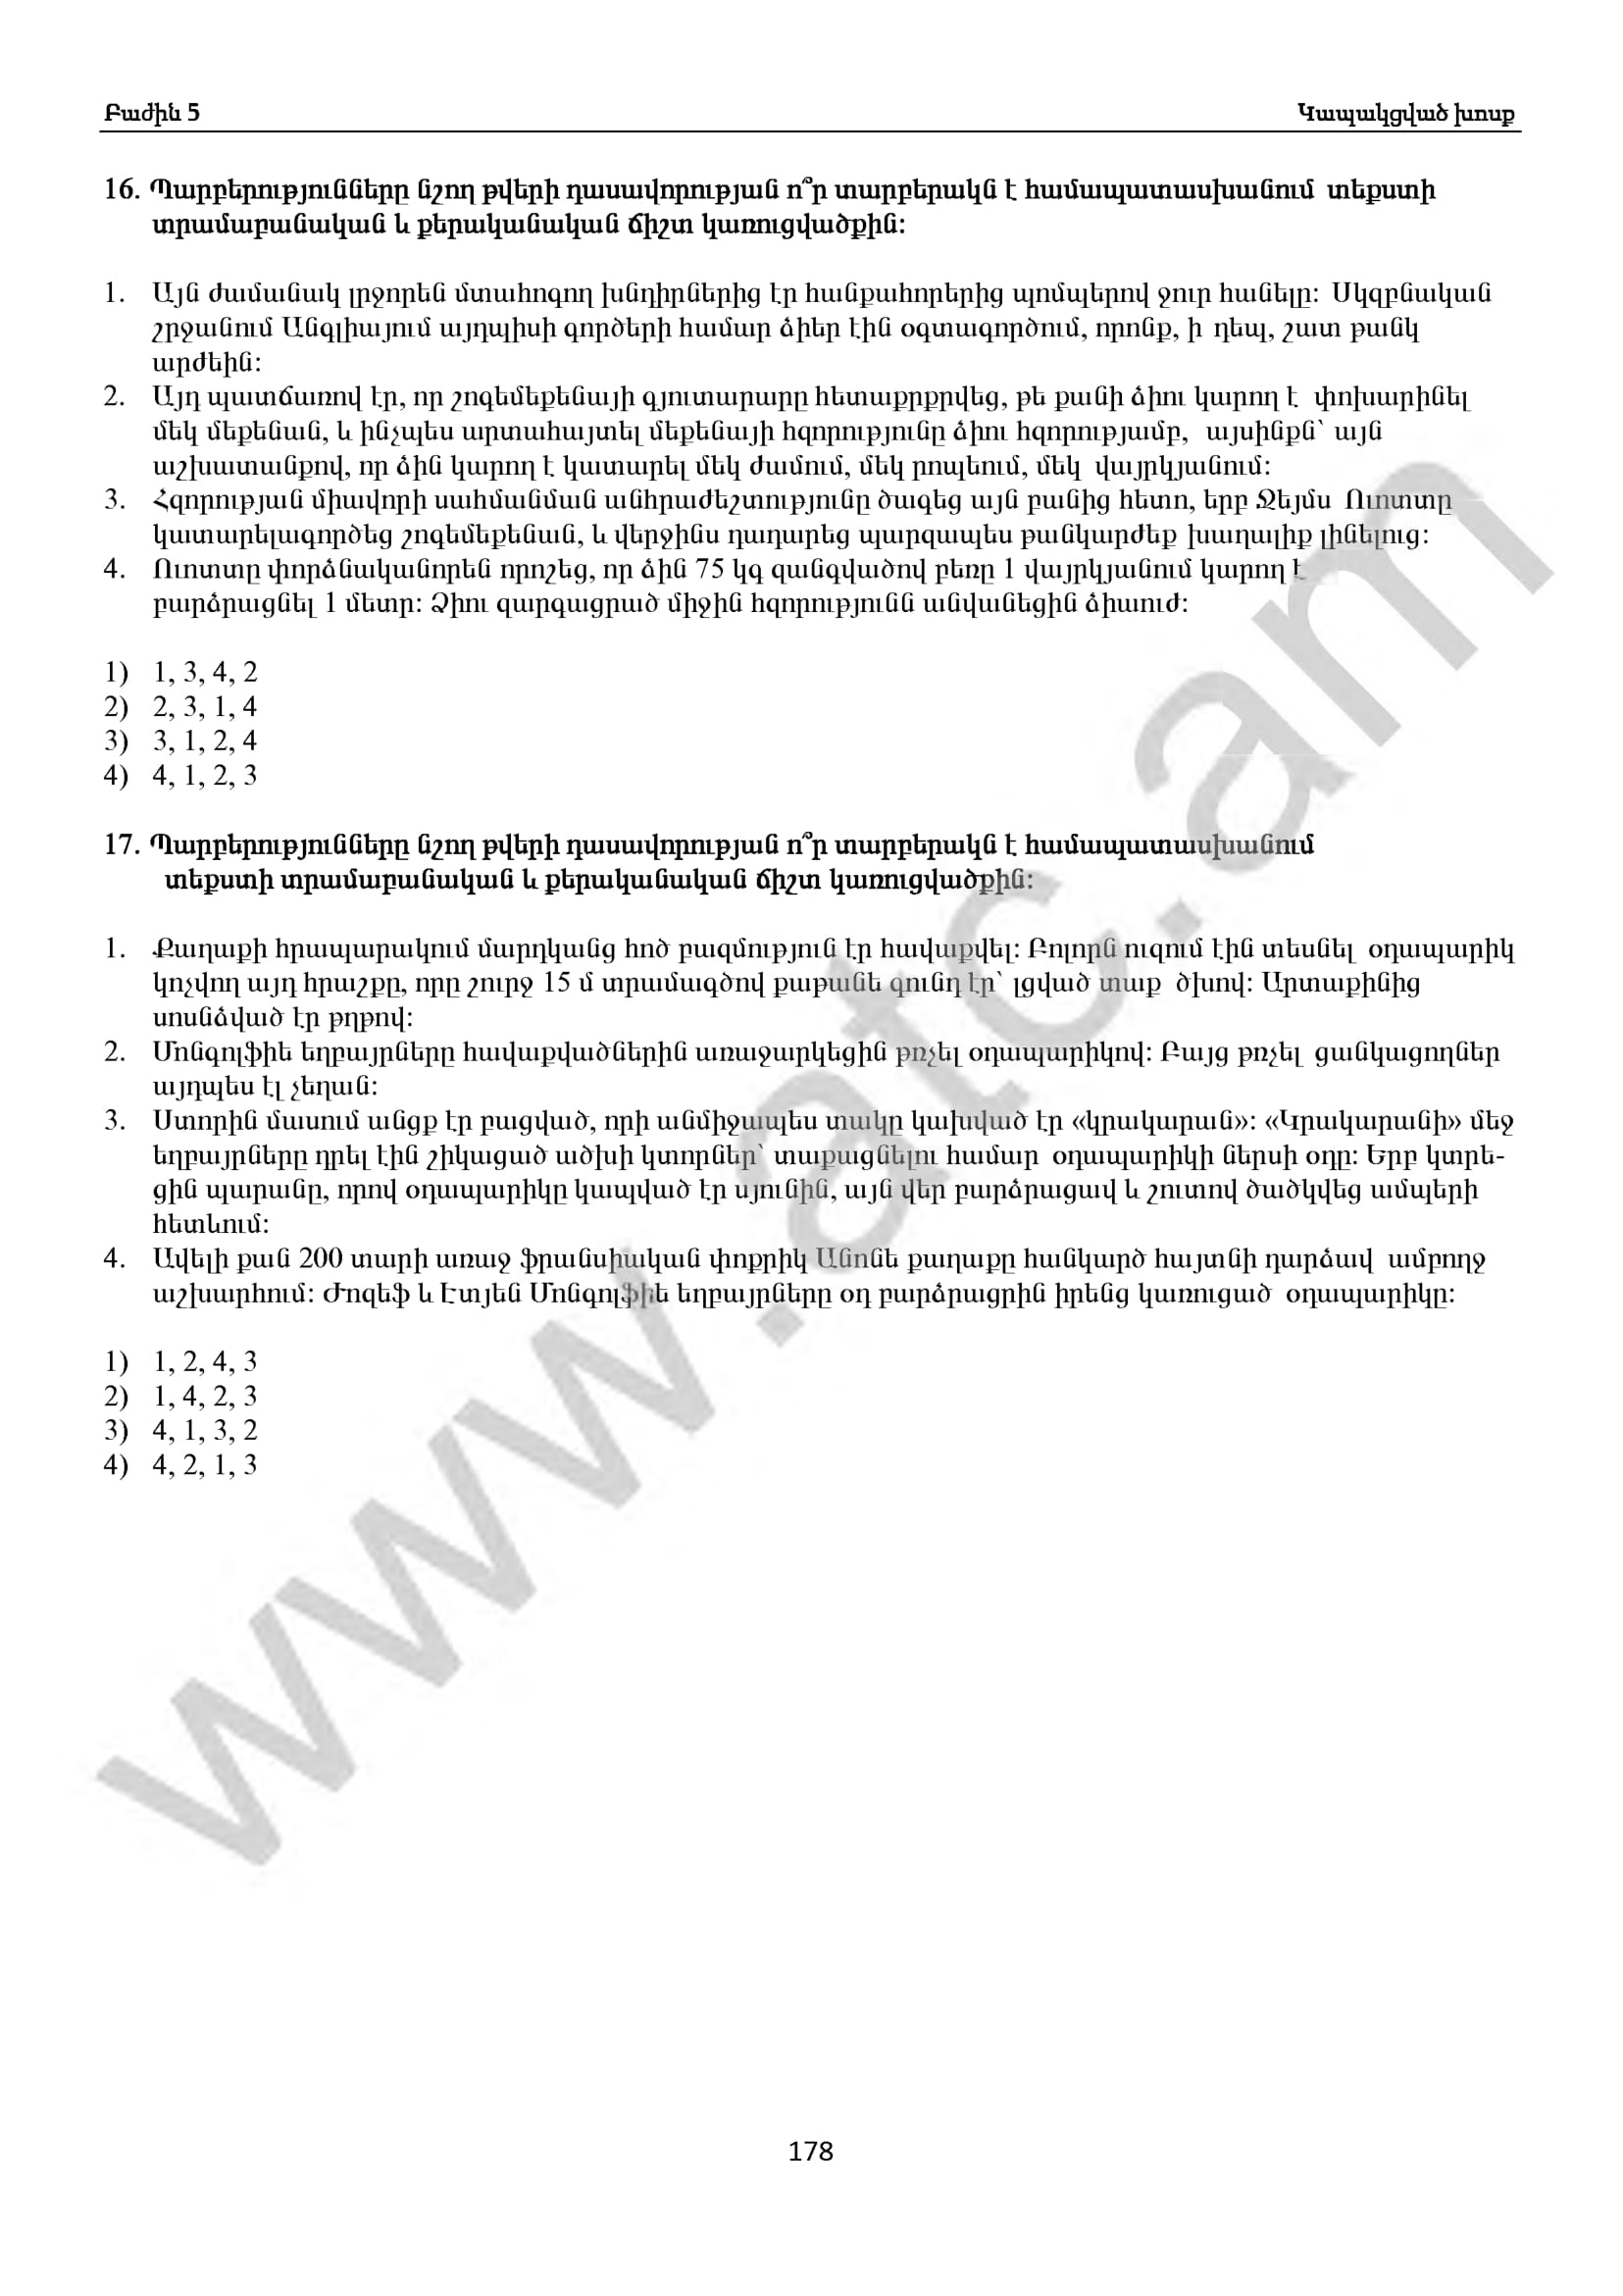 Բաժին 5
Կապակցված խոսք
16. Պարբերությունները նշող թվերի դասավորության ո՞ր տարբերակն է համապատասխանում տեքստի
տրամաբանական և քերականական ճիշտ կառուցվածքին:
1. Այն ժամանակ լրջորեն մտահոգող խնդիրներից էր հանքահորերից պոմպերով ջուր հանելը: Սկզբնական
շրջանում Անգլիայում այդպիսի գործերի համար ձիեր էին օգտագործում, որոնք, ի դեպ, շատ թանկ
արժեին:
2. Այդ պատճառով էր, որ շոգեմեքենայի գյուտարարը հետաքրքրվեց, թե քանի ձիու կարող է փոխարինել
մեկ մեքենան, և ինչպես արտահայտել մեքենայի հզորությունը ձիու հզորությամբ, այսինքն՝ այն
աշխատանքով, որ ձին կարող է կատարել մեկ ժամում, մեկ րոպեում, մեկ վայրկյանում:
3. Հզորության միավորի սահմանման անհրաժեշտությունը ծագեց այն բանից հետո, երբ Ջեյմս Ուոտտը
կատարելագործեց շոգեմեքենան, և վերջինս դադարեց պարզապես թանկարժեք խաղալիք լինելուց:
4. Ուոտտը փորձնականորեն որոշեց, որ ձին 75 կգ զանգվածով բեռը 1 վայրկյանում կարող է
բարձրացնել 1 մետր: Ձիու զարգացրած միջին հզորությունն անվանեցին ձիաուժ:
1) 1, 3, 4, 2
2) 2, 3, 1, 4
3) 3, 1, 2, 4
4) 4, 1, 2, 3
17. Պարբերությունները նշող թվերի դասավորության ո՞ր տարբերակն է համապատասխանում
տեքստի տրամաբանական և քերականական ճիշտ կառուցվածքին:
1. Քաղաքի հրապարակում մարդկանց հոծ բազմություն էր հավաքվել: Բոլորն ուզում էին տեսնել օդապարիկ
կոչվող այդ հրաշքը, որը շուրջ 15 մ տրամագծով քաթանե գունդ էր՝ լցված տաք ծխով: Արտաքինից
սոսնձված էր թղթով:
2. Մոնգոլֆիե եղբայրները հավաքվածներին առաջարկեցին թռչել օդապարիկով: Բայց թռչել ցանկացողներ
այդպես էլ չեղան:
3. Ստորին մասում անցք էր բացված, որի անմիջապես տակը կախված էր «կրակարան»: «Կրակարանի» մեջ
եղբայրները դրել էին շիկացած ածխի կտորներ՝ տաքացնելու համար օդապարիկի ներսի օդը: Երբ կտրե-
ցին պարանը, որով օդապարիկը կապված էր սյունին, այն վեր բարձրացավ և շուտով ծածկվեց ամպերի
հետևում:
4. Ավելի քան 200 տարի առաջ ֆրանսիական փոքրիկ Անոնե քաղաքը հանկարծ հայտնի դարձավ ամբողջ
աշխարհում: Ժոզեֆ և Էտյեն Մոնգոլֆիե եղբայրները օդ բարձրացրին իրենց կառուցած օդապարիկը:
1) 1, 2, 4, 3
2) 1, 4, 2, 3
3) 4, 1, 3, 2
4) 4, 2, 1, 3
www.atc.am
178